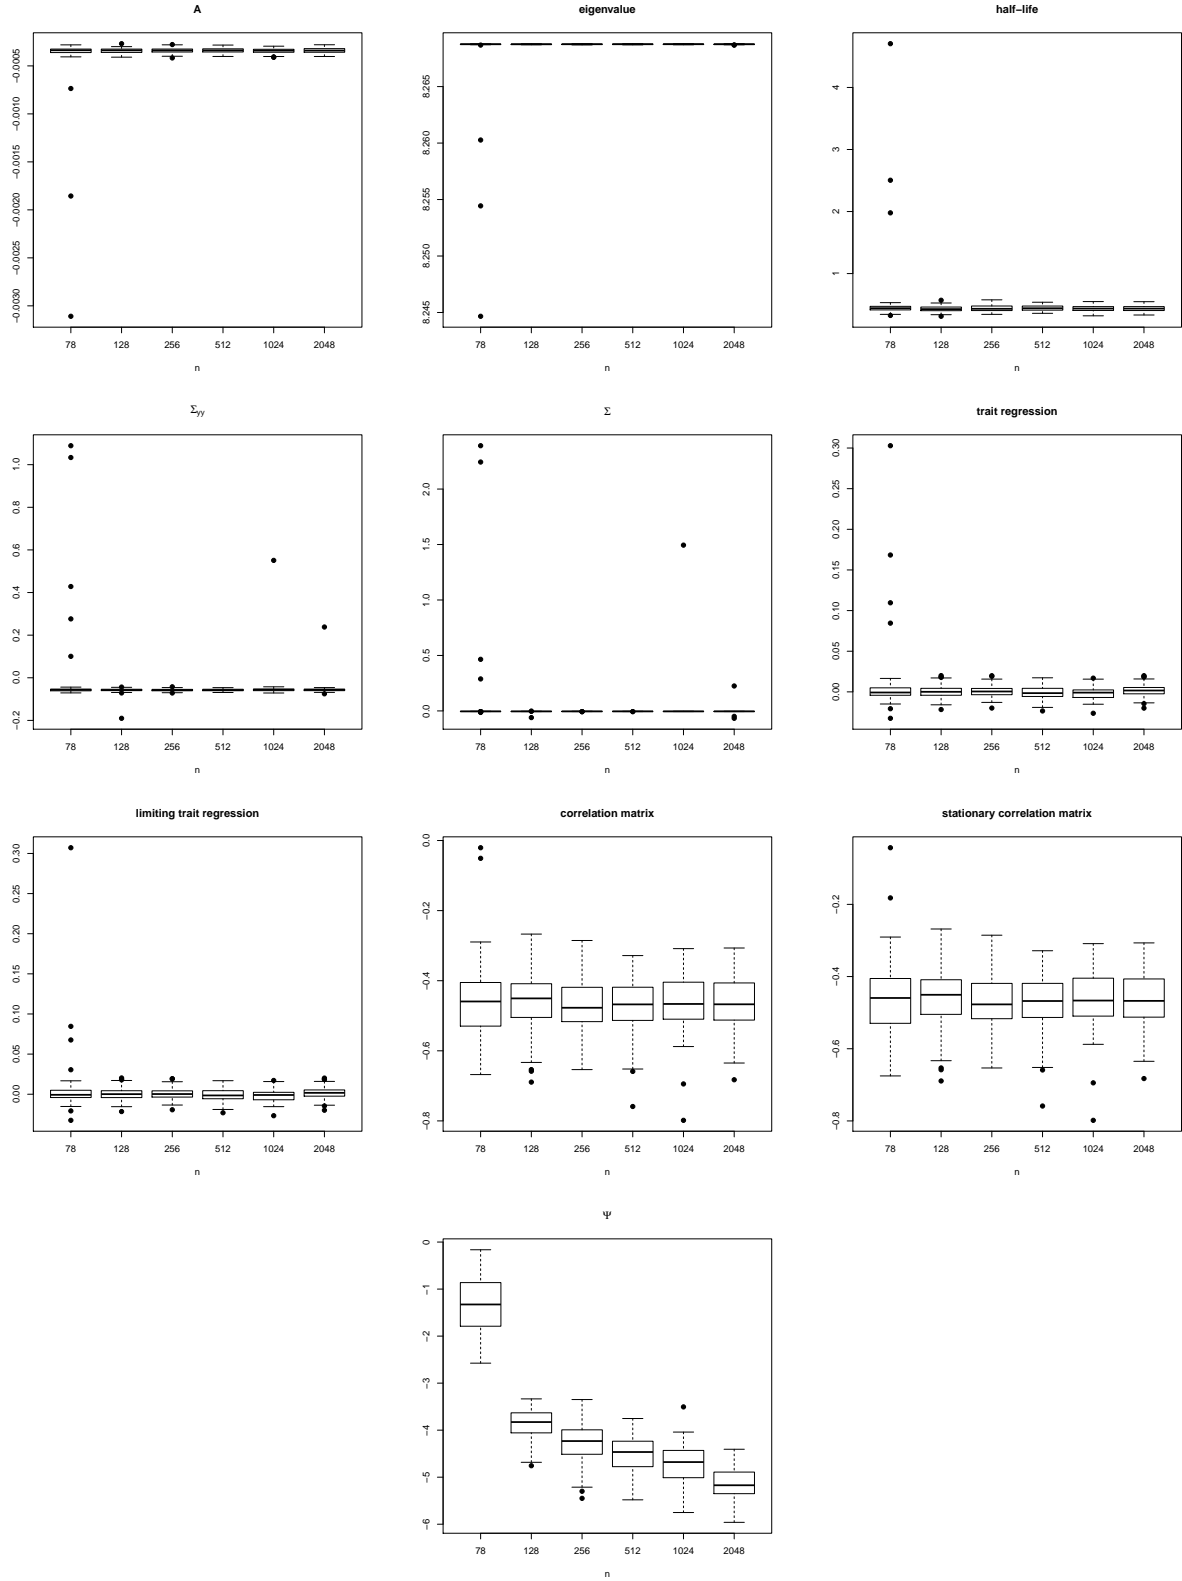 A
eigenvalue
half−life
−0.0005
−0.0010
−0.0015
−0.0020
−0.0025
−0.0030
78 128 256 512 1024 2048
n
8.265
8.260
8.255
8.250
8.245
78 128 256 512 1024 2048
n
4
3
2
1
78 128 256 512 1024 2048
n
Σyy
Σ
trait regression
1.0
0.8
0.6
0.4
0.2
0.0
−0.2
78 128 256 512 1024 2048
n
2.0
1.5
1.0
0.5
0.0
78 128 256 512 1024 2048
n
0.30
0.25
0.20
0.15
0.10
0.05
0.00
78 128 256 512 1024 2048
n
limiting trait regression
correlation matrix
stationary correlation matrix
0.30
0.25
0.20
0.15
0.10
0.05
0.00
78 128 256 512 1024 2048
n
0.0
−0.2
−0.4
−0.6
−0.8
78 128 256 512 1024 2048
n
−0.2
−0.4
−0.6
−0.8
78 128 256 512 1024 2048
n
Ψ
0
−1
−2
−3
−4
−5
−6
78 128 256 512 1024 2048
n